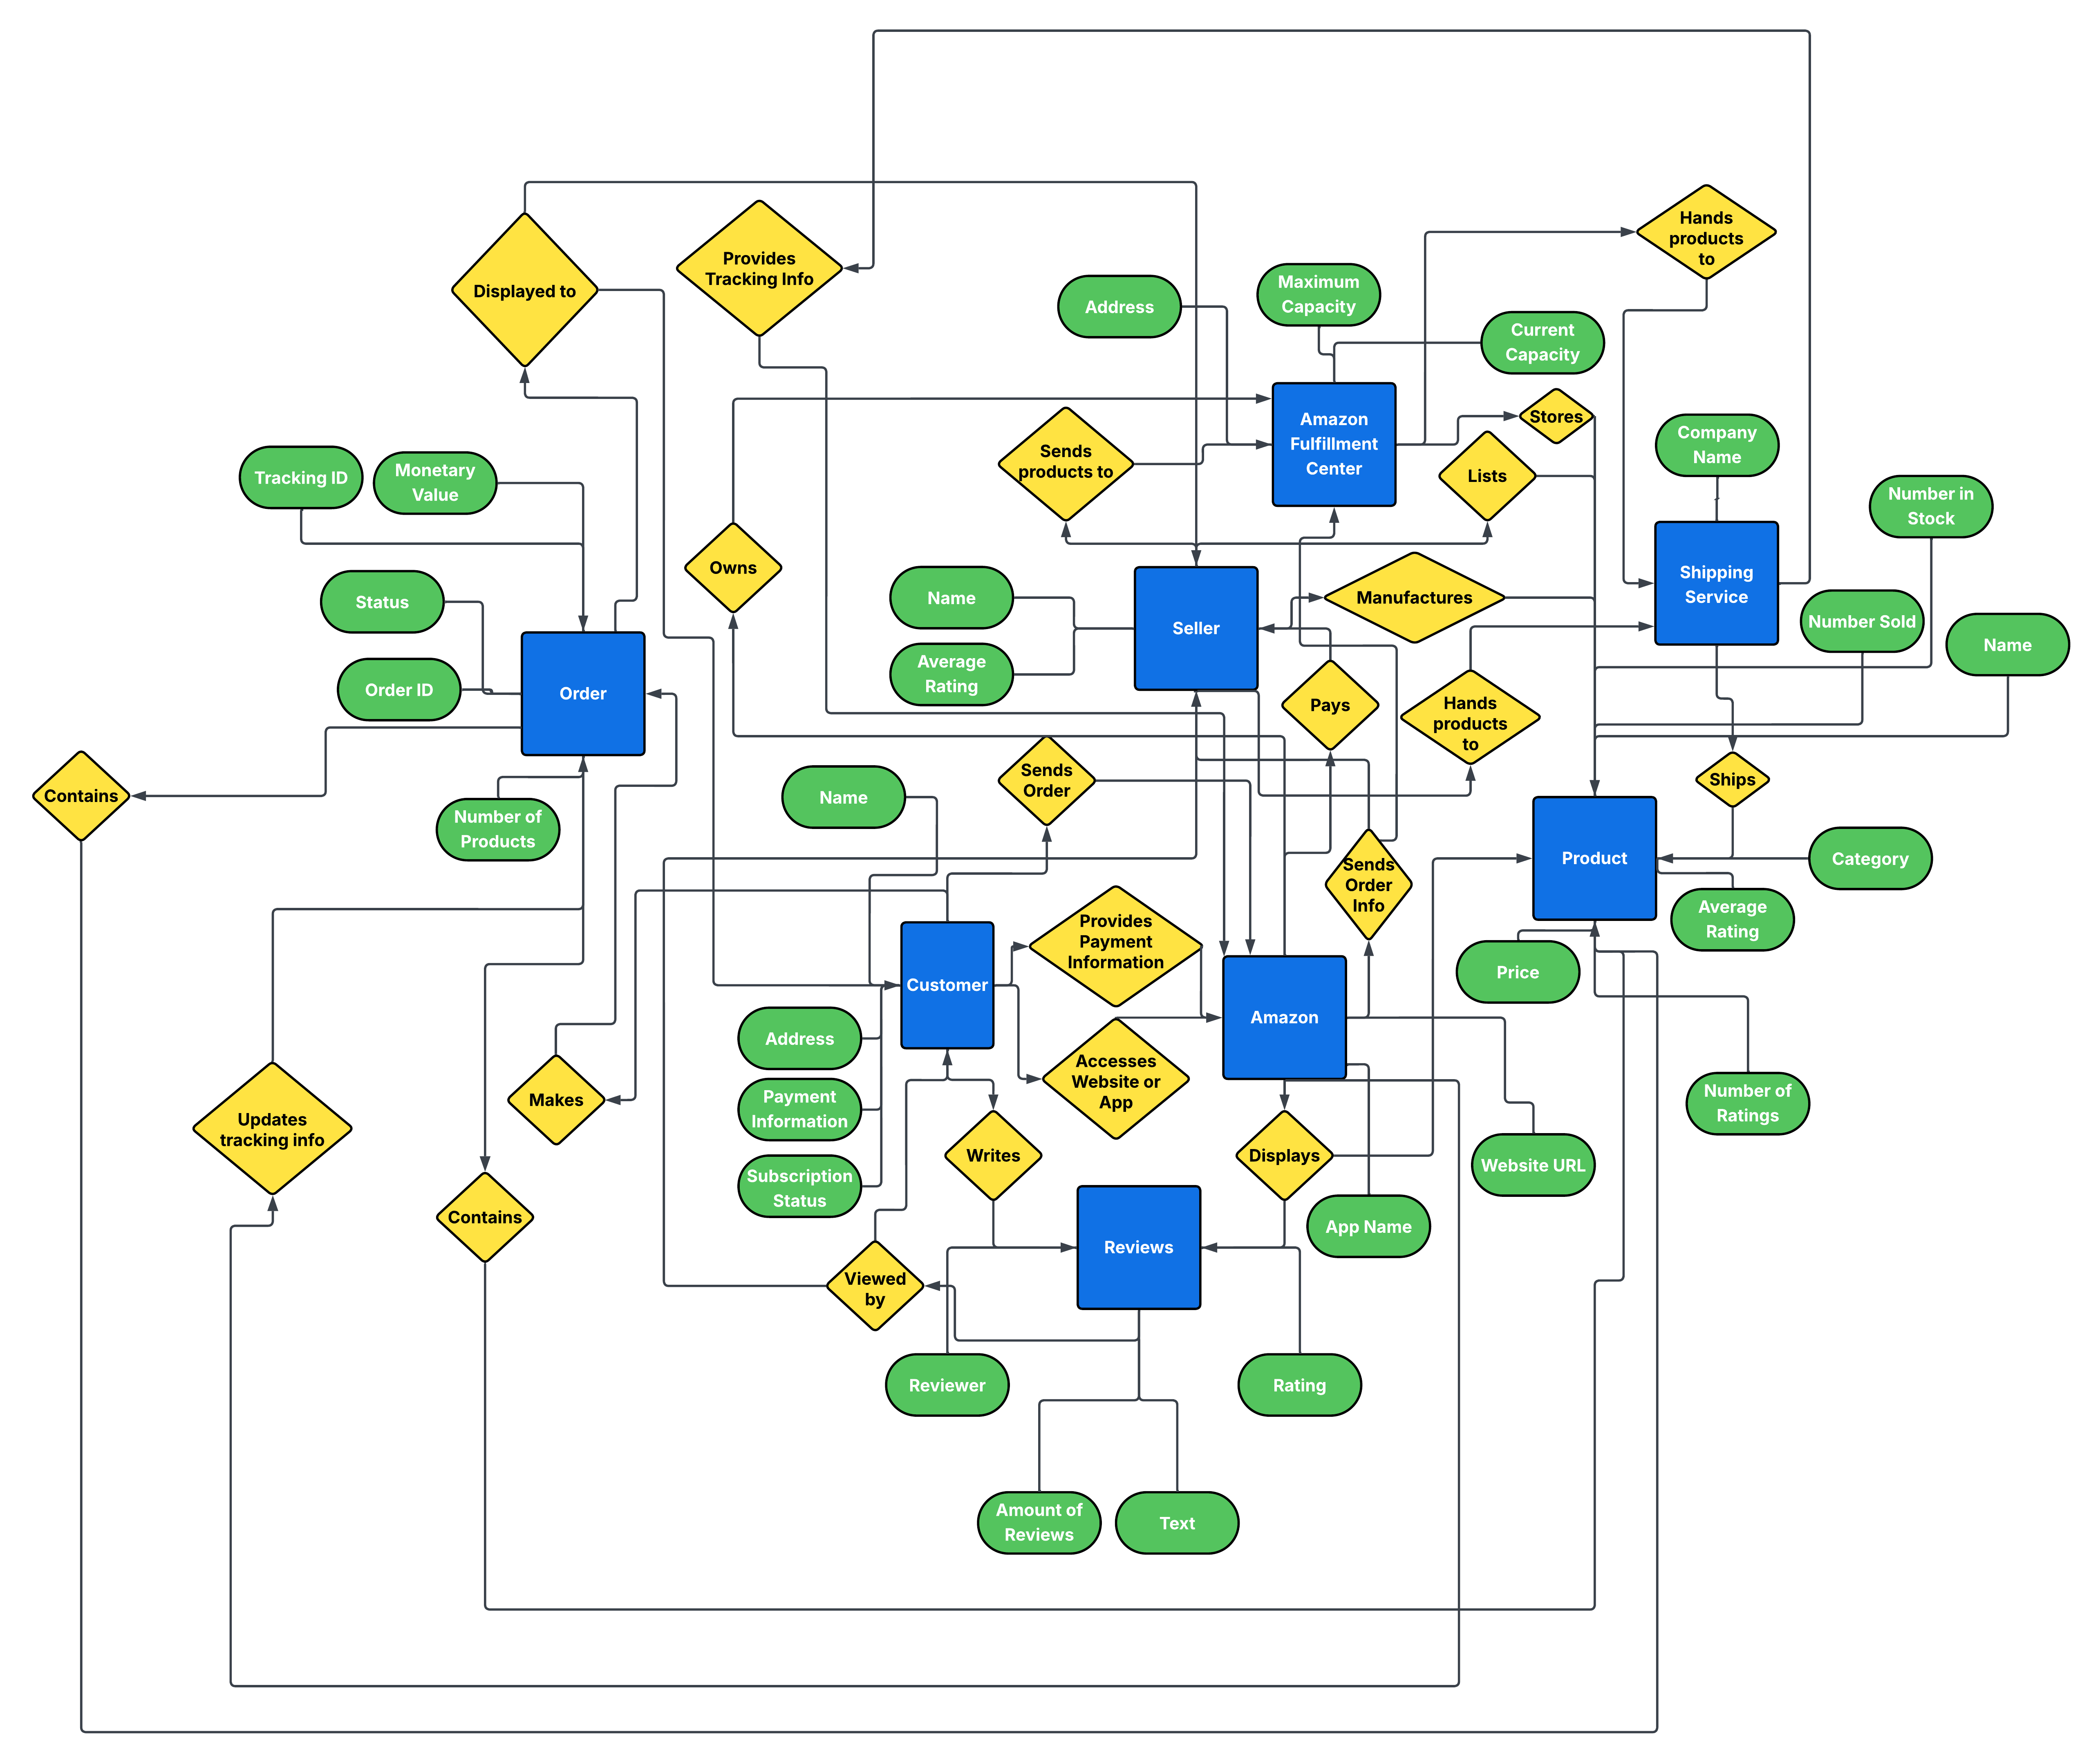 Hands
products
to
Provides
Tracking Info
Displayed to
Maximum
Capacity
Address
Current
Capacity
Amazon
Fulfillment
Center
Stores
Company
Name
Sends
products to
Lists
Tracking ID
Monetary
Value
Number in
Stock
Owns
Shipping
Service
Name
Manufactures
Status
Seller
Number Sold
Name
Average
Rating
Order ID
Order
Pays
Hands
products
to
Contains
Sends
Order
Name
Ships
Number of
Products
Product
Category
Sends
Order
Info
Average
Rating
Provides
Payment
Information
Price
Customer
Amazon
Address
Accesses
Website or
App
Payment
Information
Makes
Number of
Ratings
Updates
tracking info
Writes
Displays
Website URL
Subscription
Status
Contains
App Name
Reviews
Viewed
by
Reviewer
Rating
Amount of
Reviews
Text